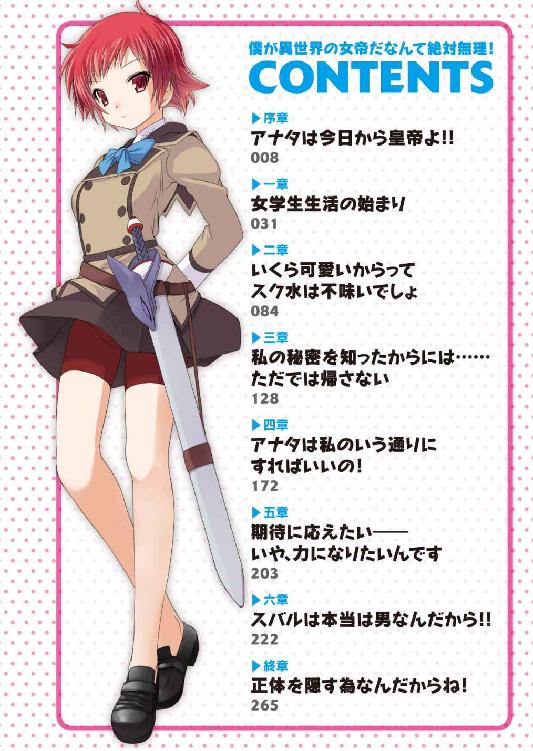 僕が異世界の女帝だなんて絶対無理!
CONTENTS
▶序章
アナタは今日から皇帝よ!!
008
▶一章
女学生生活の始まり
031
▶二章
いくら可愛いからって
スク水は不味いでしょ
084
▶三章
私の秘密を知ったからには……
ただでは帰さない
128
▶四章
アナタは私のいう通りに
すればいいの!
172
▶五章
期待に応えたい――
いや、力になりたいんです
203
▶六章
スバルは本当は男なんだから!!
222
▶終章
正体を隠す為なんだからね!
265